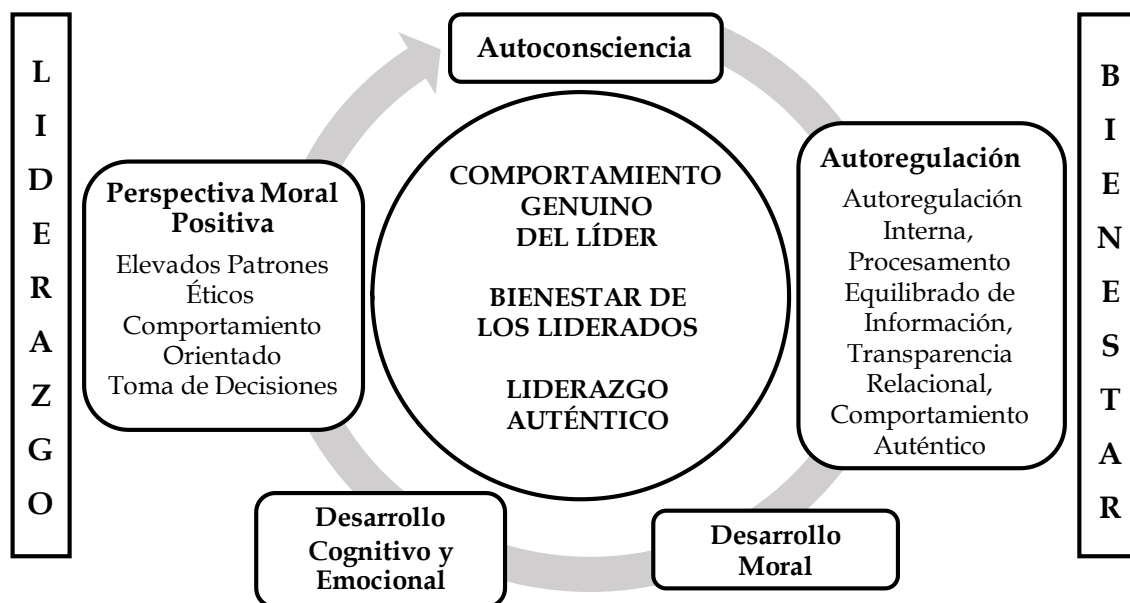 LIDERAZGO
Autoconsciencia
BIENESTAR
Perspectiva Moral
Positiva
Elevados Patrones
Éticos
Comportamiento
Orientado
Toma de Decisiones
COMPORTAMIENTO
GENUINO
DEL LÍDER
BIENESTAR DE
LOS LIDERADOS
LIDERAZGO
AUTÉNTICO
Autoregulación
Autoregulación
Interna,
Procesamento
Equilibrado de
Información,
Transparencia
Relacional,
Comportamiento
Auténtico
Desarrollo
Cognitivo y
Emocional
Desarrollo
Moral